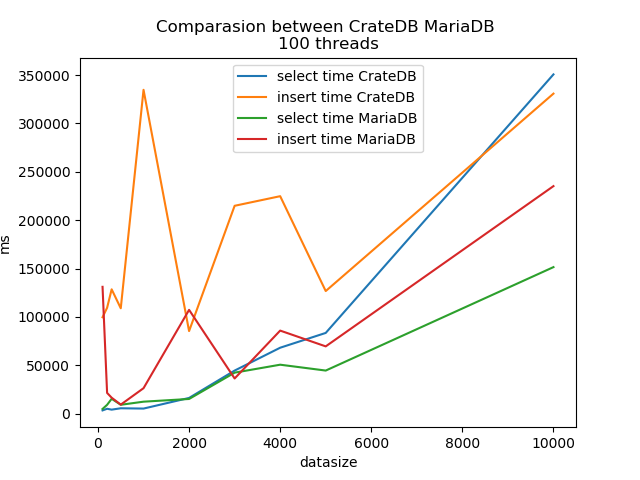 Comparasion between CrateDB MariaDB
100 threads
select time CrateDB
insert time CrateDB
select time MariaDB
insert time MariaDB
350000
300000
250000
200000
150000
100000
50000
0
ms
0 2000 4000 6000 8000 10000
datasize